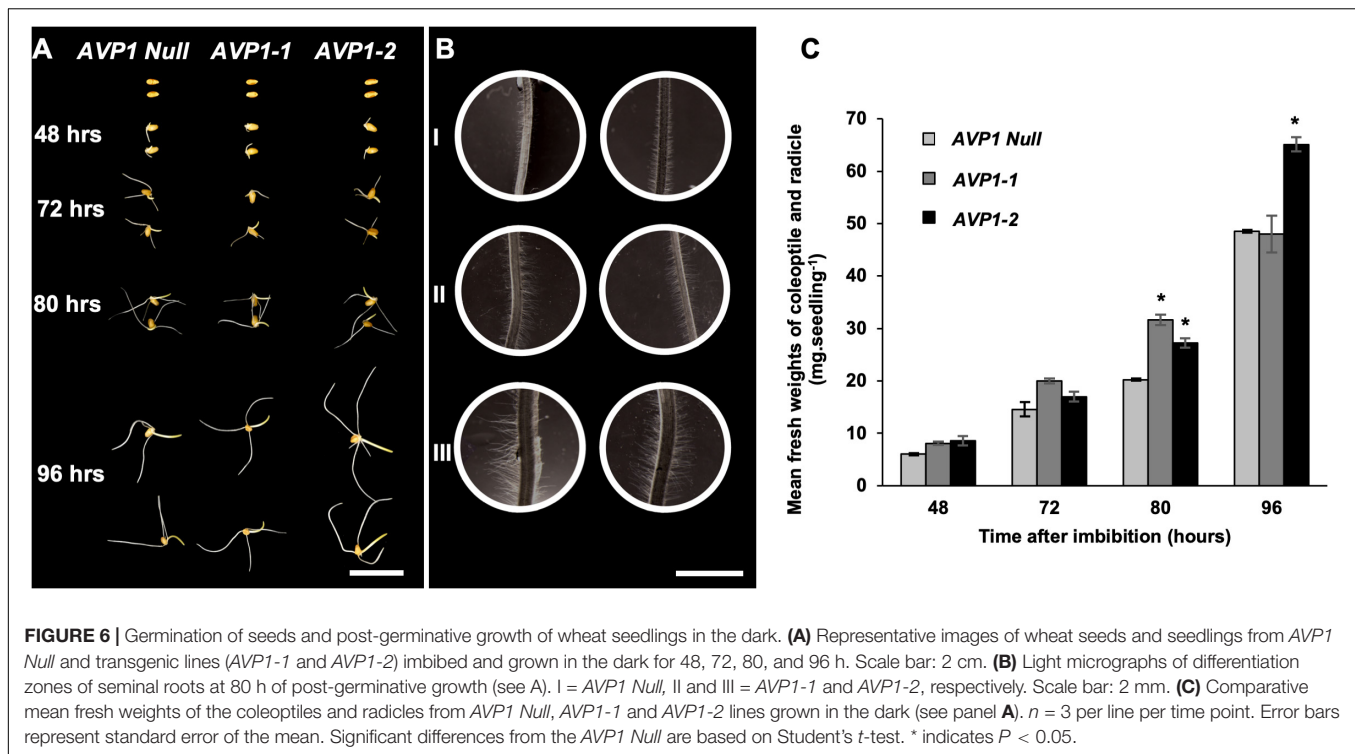 A AVP1 Null AVP1-1 AVP1-2
48 hrs
72 hrs
80 hrs
96 hrs
B
I
II
III
C
Mean fresh weights of coleoptile and radicle
(mg.seedling-1)
70
60
50
40
30
20
10
0
AVP1 Null
AVP1-1
AVP1-2
*
*
*
48 72 80 96
Time after imbibition (hours)
FIGURE 6 | Germination of seeds and post-germinative growth of wheat seedlings in the dark. (A) Representative images of wheat seeds and seedlings from AVP1
Null and transgenic lines (AVP1-1 and AVP1-2) imbibed and grown in the dark for 48, 72, 80, and 96 h. Scale bar: 2 cm. (B) Light micrographs of differentiation
zones of seminal roots at 80 h of post-germinative growth (see A). I = AVP1 Null, II and III = AVP1-1 and AVP1-2, respectively. Scale bar: 2 mm. (C) Comparative
mean fresh weights of the coleoptiles and radicles from AVP1 Null, AVP1-1 and AVP1-2 lines grown in the dark (see panel A). n = 3 per line per time point. Error bars
represent standard error of the mean. Significant differences from the AVP1 Null are based on Student's t-test. * indicates P < 0.05.